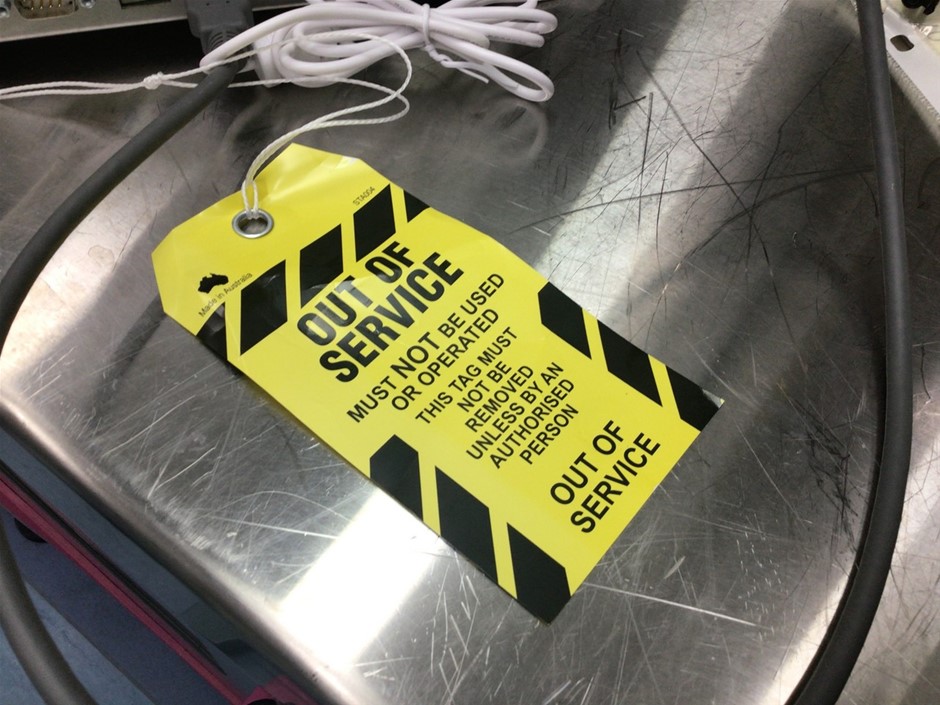 STA004
Made in Australia
OUT OF
SERVICE
MUST NOT BE USED
OR OPERATED
THIS TAG MUST
NOT BE
REMOVED
UNLESS BY AN
AUTHORISED
PERSON
OUT OF
SERVICE